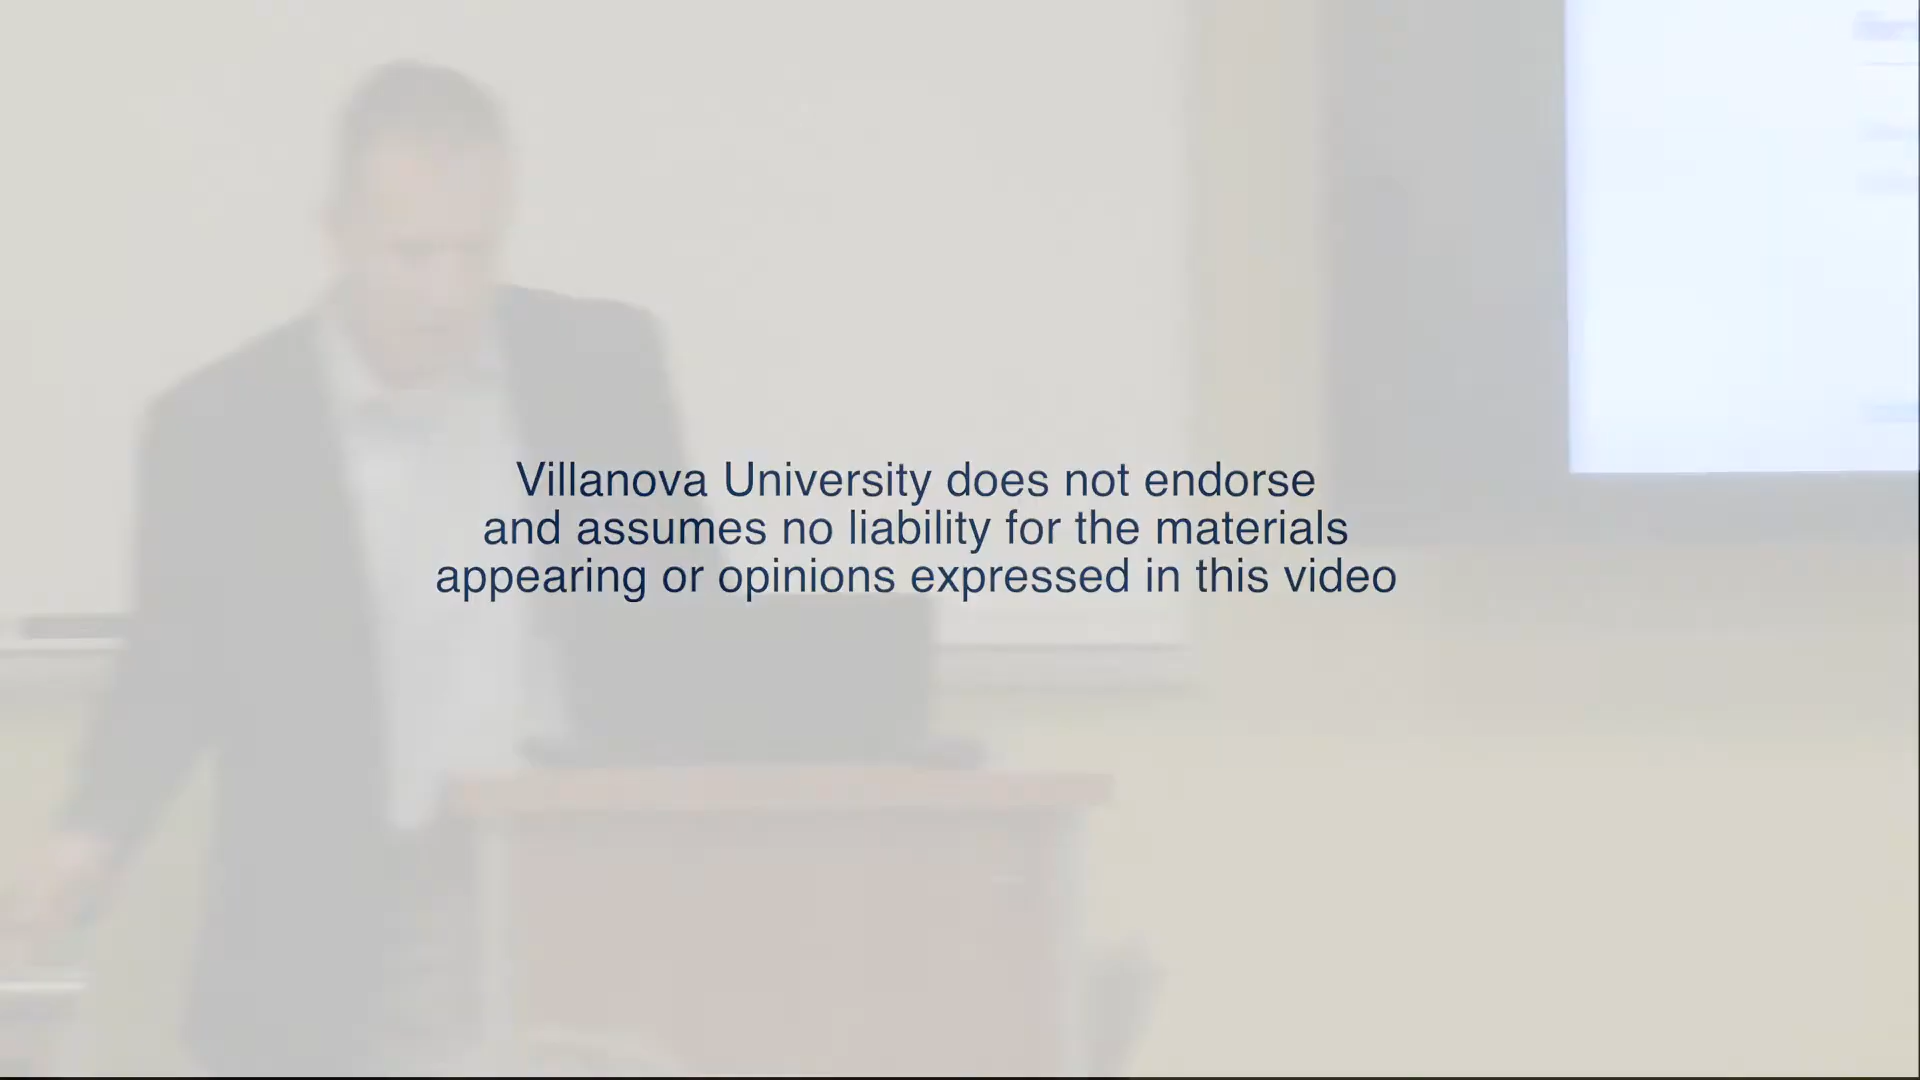 Villanova University does not endorse
and assumes no liability for the materials
appearing or opinions expressed in this video